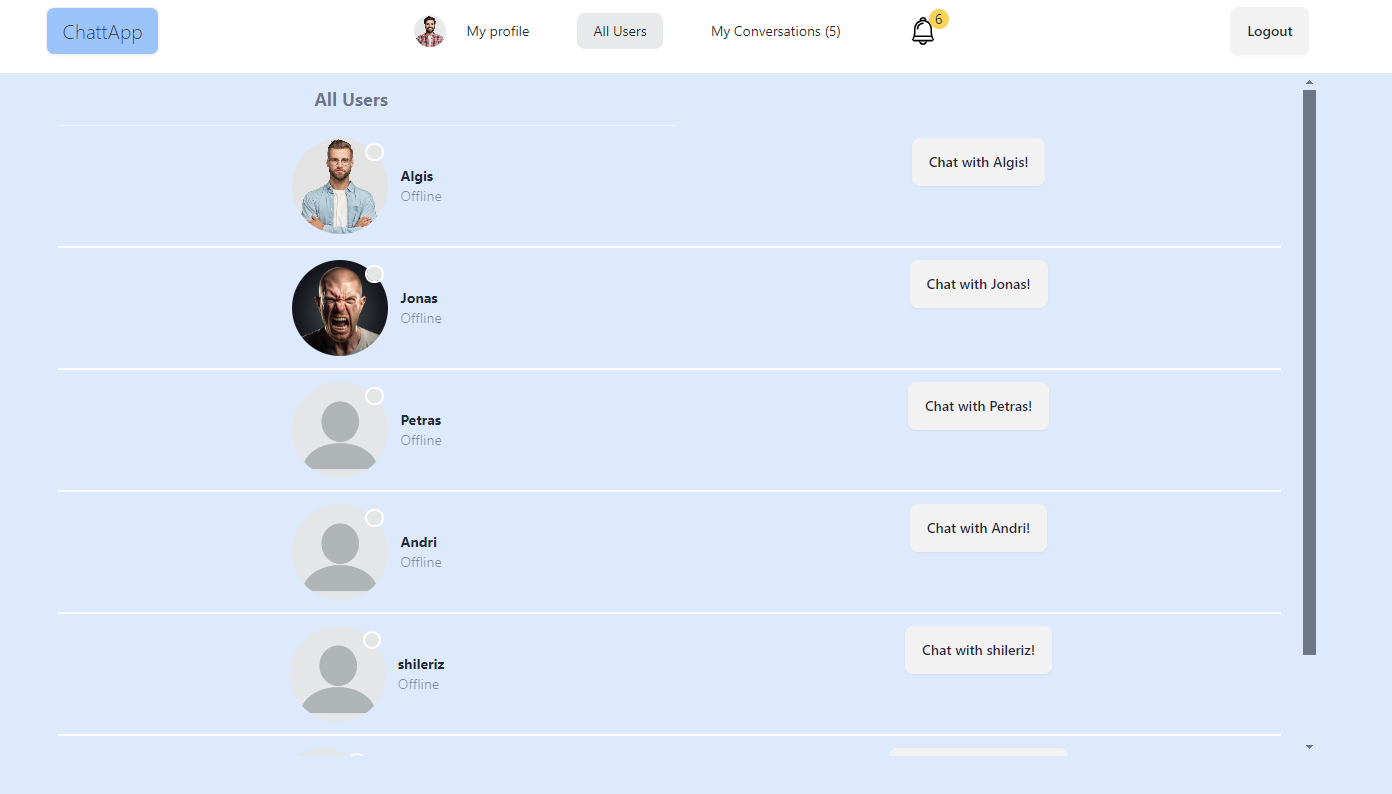 ChattApp
My profile
All Users
My Conversations (5)
6
Logout
All Users
Algis
Offline
Chat with Algis!
Jonas
Offline
Chat with Jonas!
Petras
Offline
Chat with Petras!
Andri
Offline
Chat with Andri!
shileriz
Offline
Chat with shileriz!